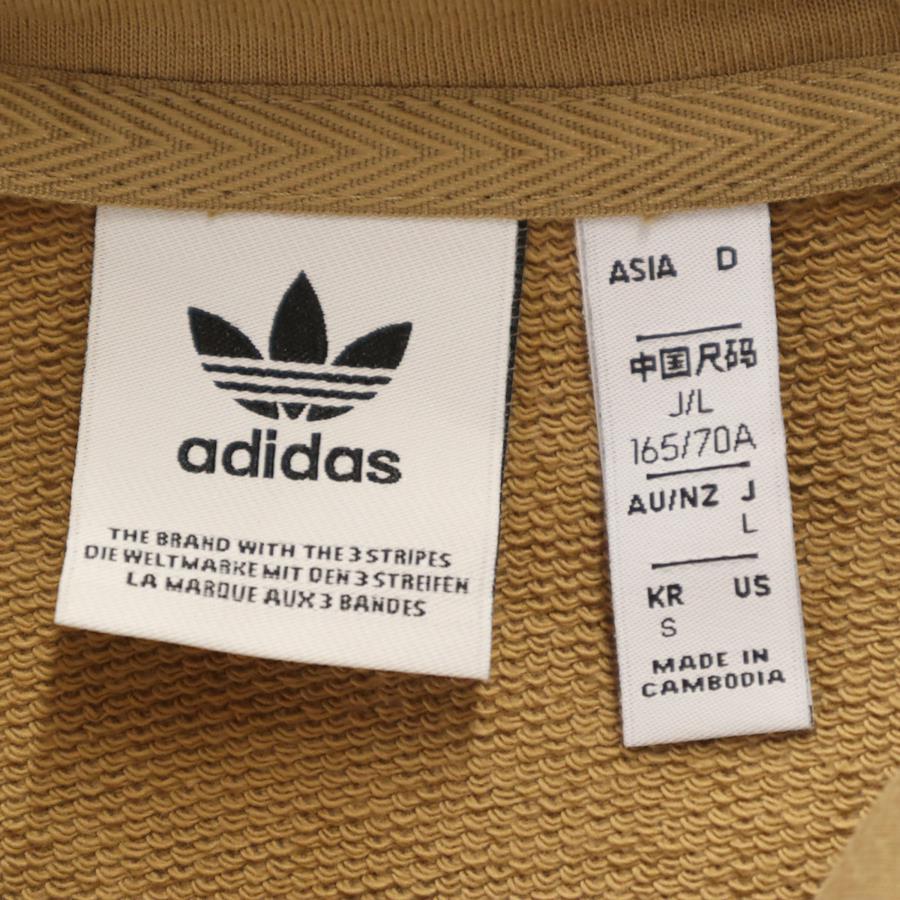 adidas
THE BRAND WITH THE 3 STRIPES
DIE WELTMARKE MIT DEN 3 STREIFEN
LA MARQUE AUX 3 BANDES
ASIA D
中国尺码
J/L
165/70A
AU/NZ J
L
KR US
S
MADE IN
CAMBODIA